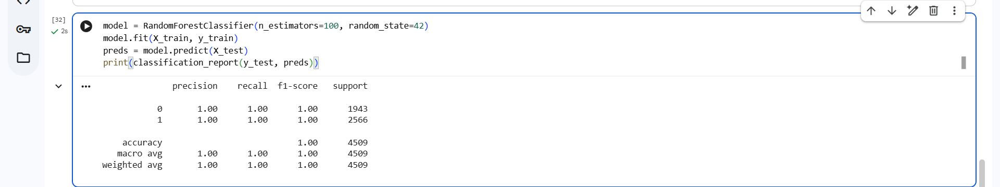 [32]
2s
model = RandomForestClassifier(n_estimators=100, random_state=42)
model.fit(X_train, y_train)
preds = model.predict(X_test)
print(classification_report(y_test, preds))
              precision    recall  f1-score   support

           0       1.00      1.00      1.00      1943
           1       1.00      1.00      1.00      2566

    accuracy                           1.00      4509
   macro avg       1.00      1.00      1.00      4509
weighted avg       1.00      1.00      1.00      4509